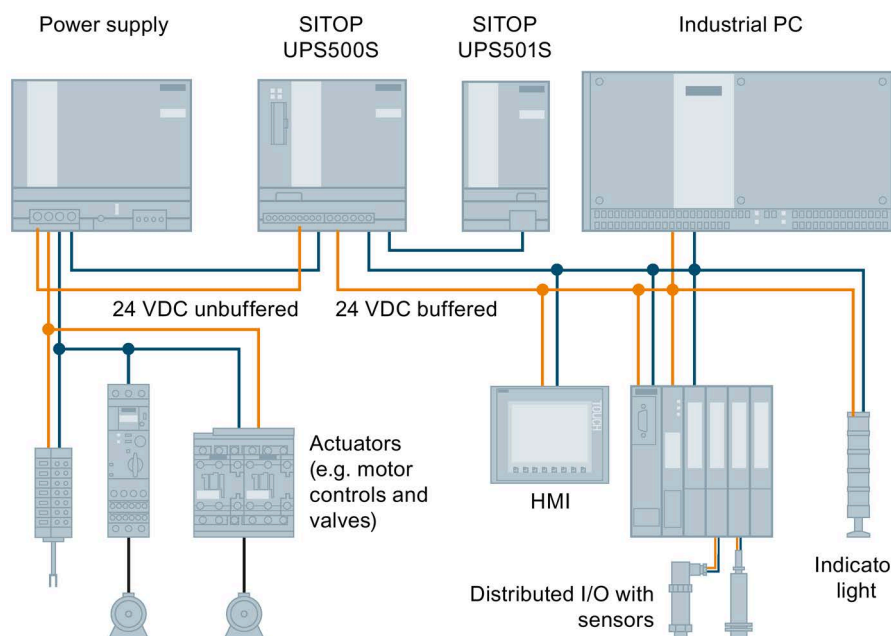 Power supply
SITOP
UPS500S
SITOP
UPS501S
Industrial PC
24 VDC unbuffered
24 VDC buffered
Actuators
(e.g. motor
controls and
valves)
TOUCH
HMI
Distributed I/O with
sensors
Indicato
light